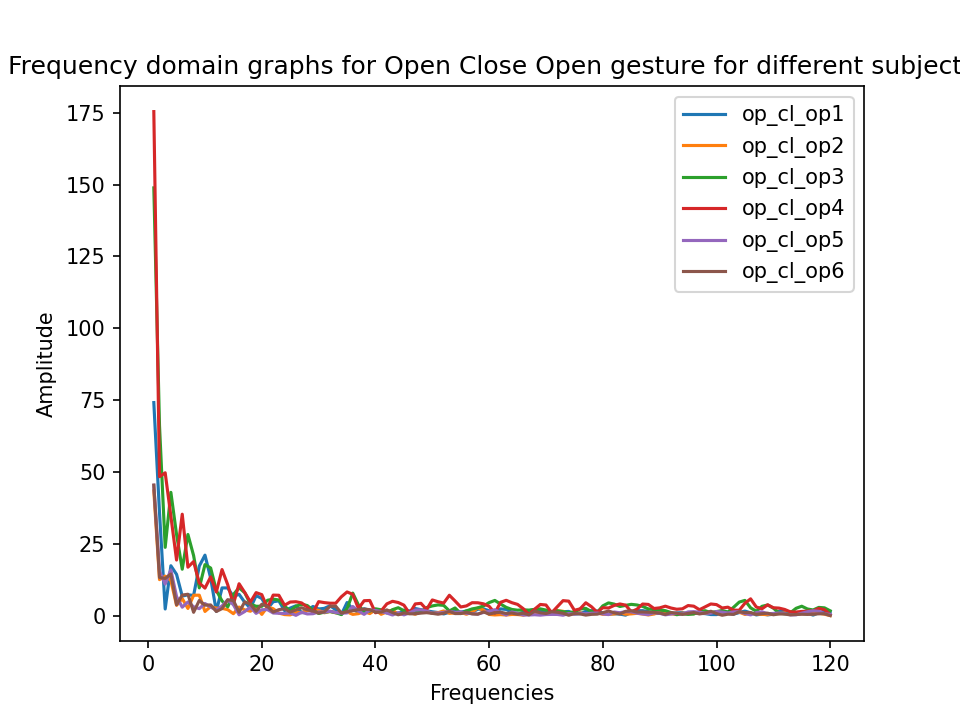 Frequency domain graphs for Open Close Open gesture for different subject
175
150
125
100
75
50
25
0
Amplitude
op_cl_op1
op_cl_op2
op_cl_op3
op_cl_op4
op_cl_op5
op_cl_op6
0 20 40 60 80 100 120
Frequencies